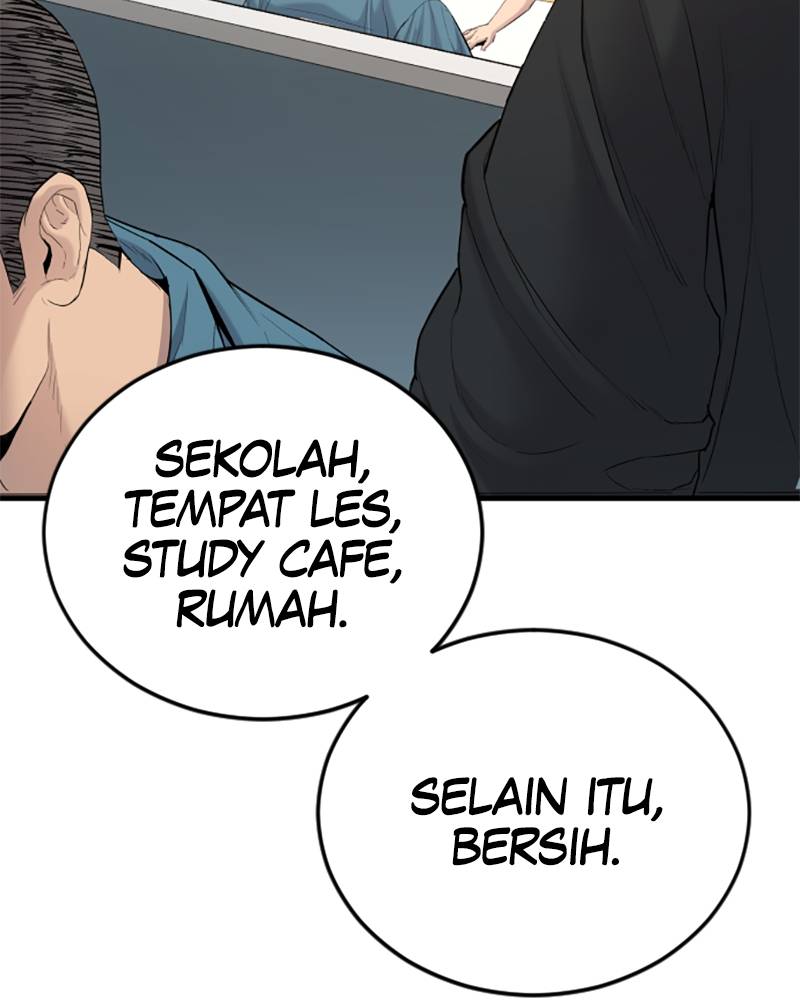 SEKOLAH,
TEMPAT LES,
STUDY CAFE,
RUMAH.
SELAIN ITU,
BERSIH.